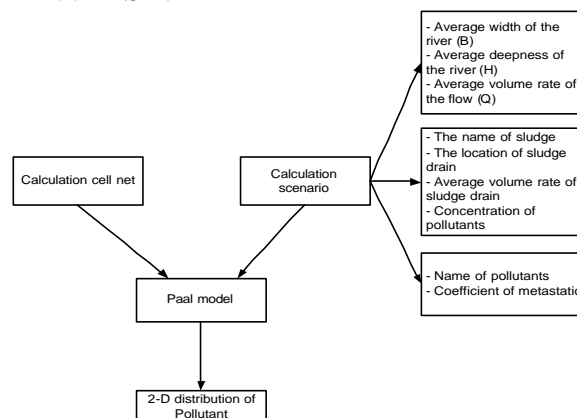 - Average width of the
river (B)
- Average deepness of
the river (H)
- Average volume rate of
the flow (Q)
- The name of sludge
- The location of sludge
drain
- Average volume rate of
sludge drain
- Concentration of
pollutants
Calculation cell net
Calculation
scenario
- Name of pollutants
- Coefficient of metastatic
Paal model
2-D distribution of
Pollutant